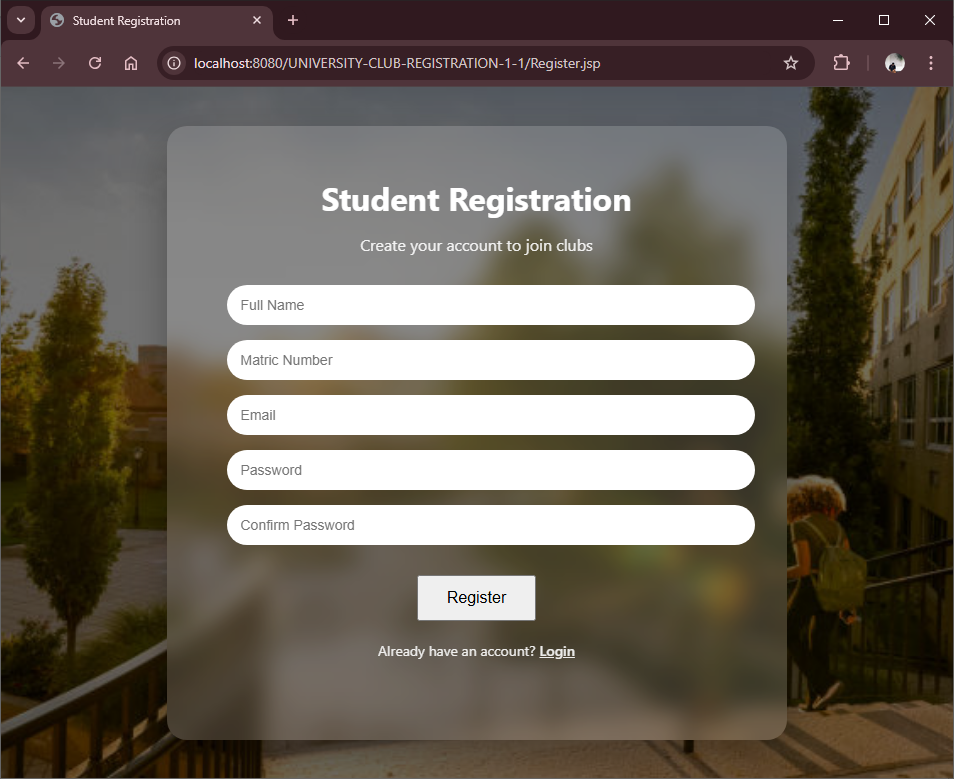 Student Registration
localhost:8080/UNIVERSITY-CLUB-REGISTRATION-1-1/Register.jsp
Student Registration
Create your account to join clubs
Full Name
Matric Number
Email
Password
Confirm Password
Register
Already have an account? Login